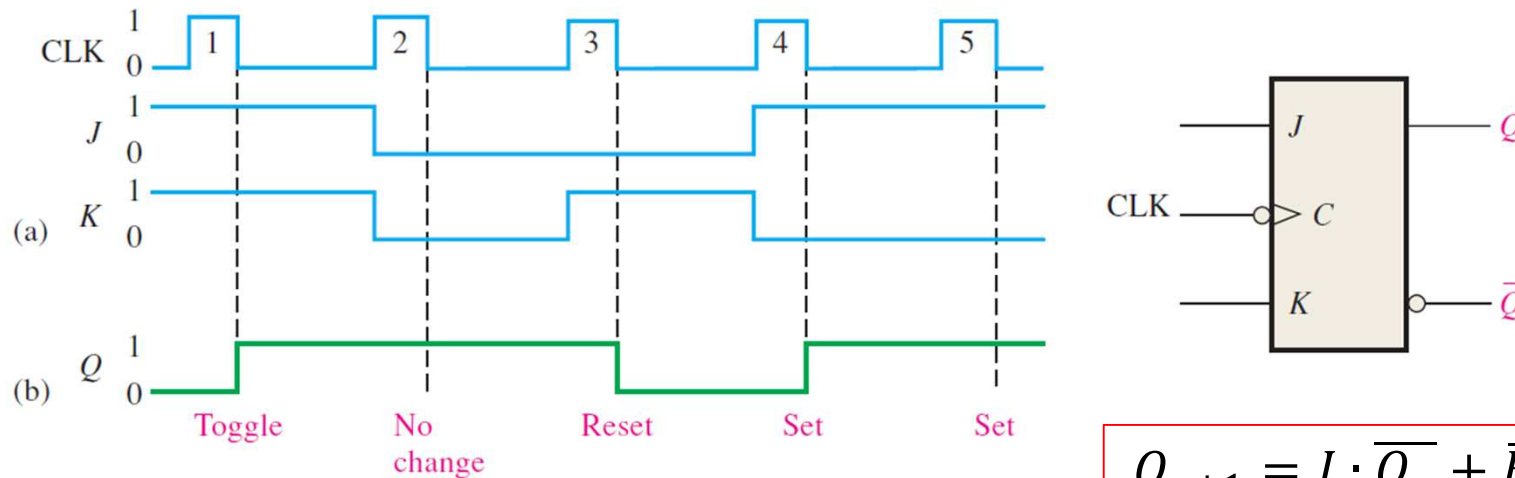 CLK 1 0 1 2 3 4 5
J 1 0
(a) K 1 0
(b) Q 1 0
Toggle No change Reset Set Set
J Q
CLK C
K Q̅